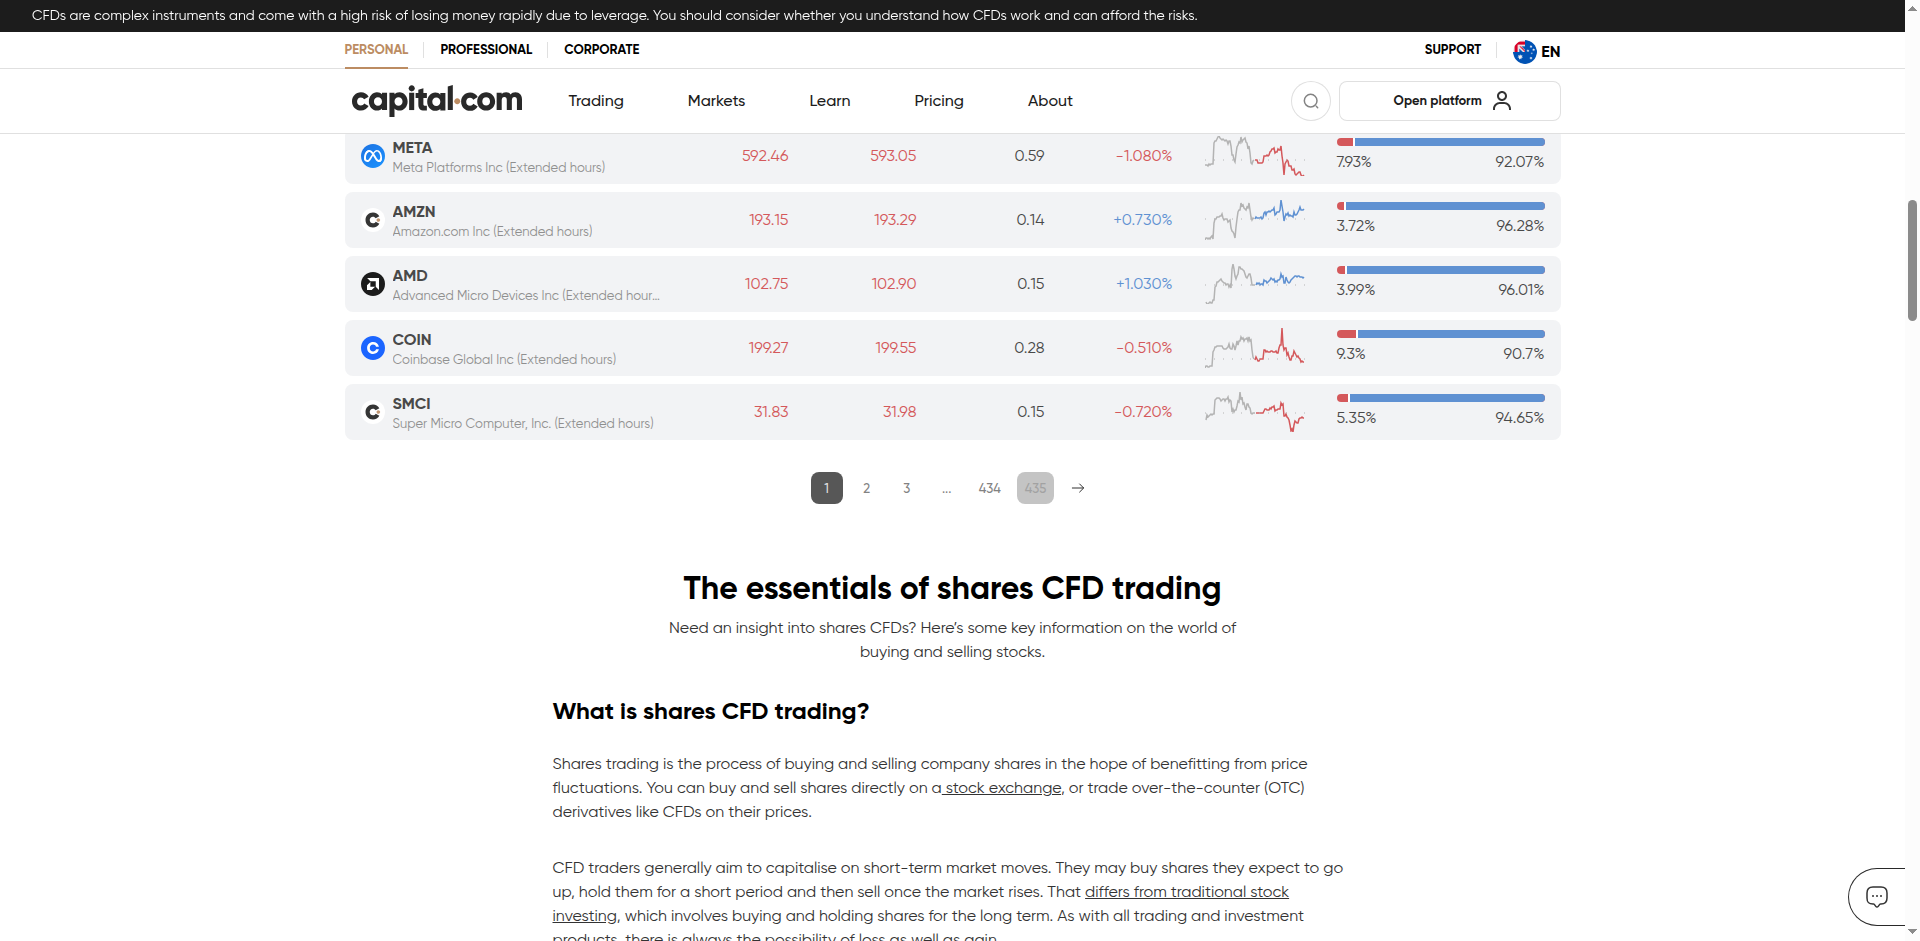 CFDs are complex instruments and come with a high risk of losing money rapidly due to leverage. You should consider whether you understand how CFDs work and can afford the risks.
PERSONAL PROFESSIONAL CORPORATE SUPPORT EN
capital.com Trading Markets Learn Pricing About Open platform
META
Meta Platforms Inc (Extended hours)
592.46 593.05 0.59 -1.080% 7.93% 92.07%
AMZN
Amazon.com Inc (Extended hours)
193.15 193.29 0.14 +0.730% 3.72% 96.28%
AMD
Advanced Micro Devices Inc (Extended hour...
102.75 102.90 0.15 +1.030% 3.99% 96.01%
COIN
Coinbase Global Inc (Extended hours)
199.27 199.55 0.28 -0.510% 9.3% 90.7%
SMCI
Super Micro Computer, Inc. (Extended hours)
31.83 31.98 0.15 -0.720% 5.35% 94.65%
1 2 3 ... 434 435
The essentials of shares CFD trading
Need an insight into shares CFDs? Here’s some key information on the world of
buying and selling stocks.
What is shares CFD trading?
Shares trading is the process of buying and selling company shares in the hope of benefitting from price
fluctuations. You can buy and sell shares directly on a stock exchange, or trade over-the-counter (OTC)
derivatives like CFDs on their prices.
CFD traders generally aim to capitalise on short-term market moves. They may buy shares they expect to go
up, hold them for a short period and then sell once the market rises. That differs from traditional stock
investing, which involves buying and holding shares for the long term. As with all trading and investment
products, there is always the possibility of loss as well as gain.